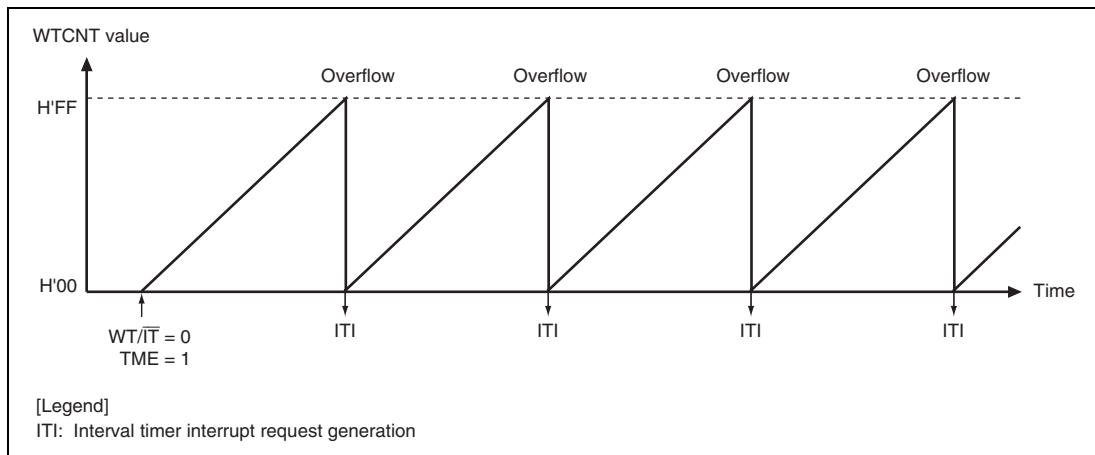 WTCNT value
Overflow Overflow Overflow Overflow
H'FF
H'00
Time
WT/I̅T̅ = 0
TME = 1
ITI ITI ITI ITI
[Legend]
ITI: Interval timer interrupt request generation